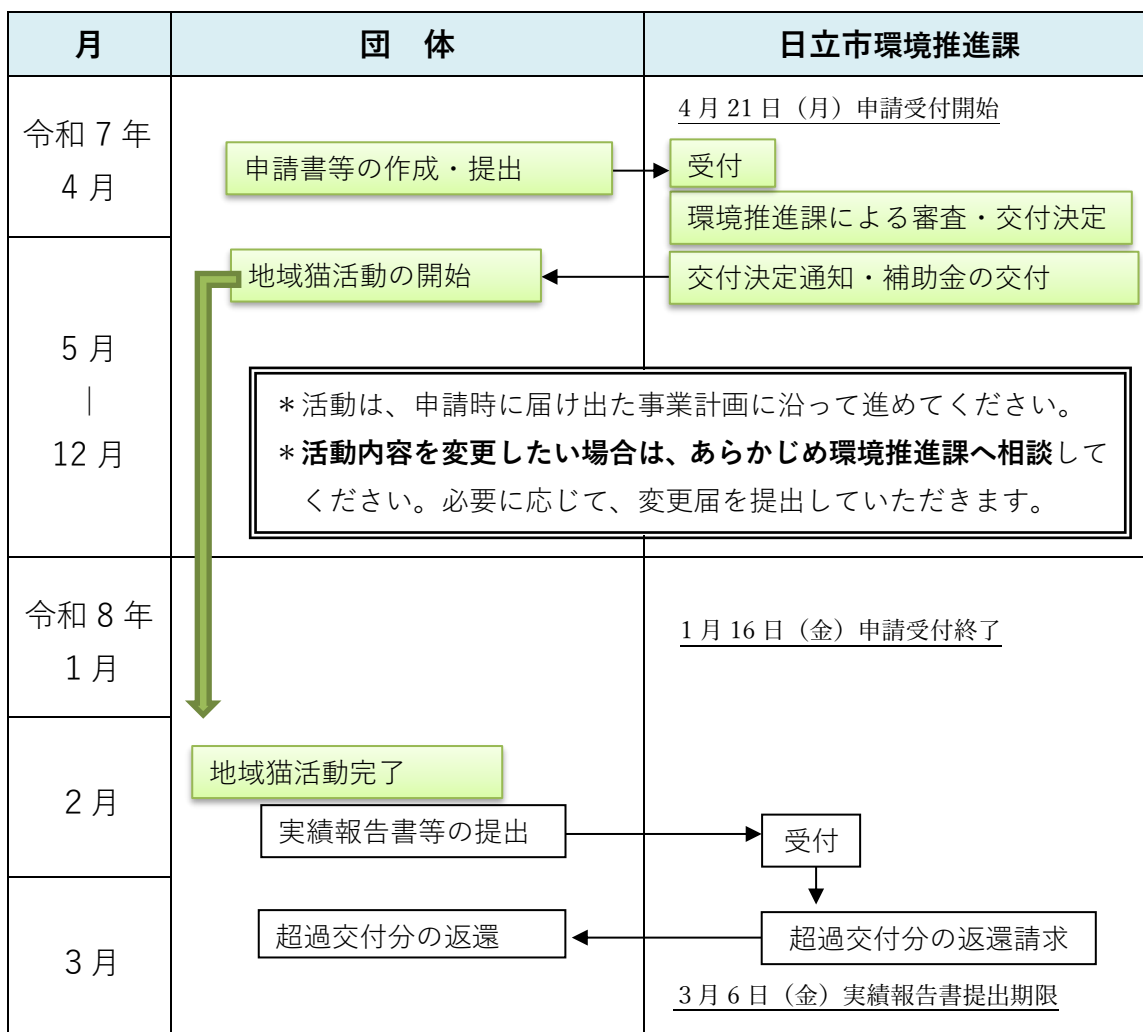 月
団　体
日立市環境推進課
令和 7 年
4 月
4 月 21 日（月）申請受付開始
申請書等の作成・提出
受付
環境推進課による審査・交付決定
地域猫活動の開始
交付決定通知・補助金の交付
5 月
｜
12 月
＊活動は、申請時に届け出た事業計画に沿って進めてください。
＊活動内容を変更したい場合は、あらかじめ環境推進課へ相談して
ください。必要に応じて、変更届を提出していただきます。
令和 8 年
1 月
1 月 16 日（金）申請受付終了
2 月
地域猫活動完了
実績報告書等の提出
受付
3 月
超過交付分の返還
超過交付分の返還請求
3 月 6 日（金）実績報告書提出期限